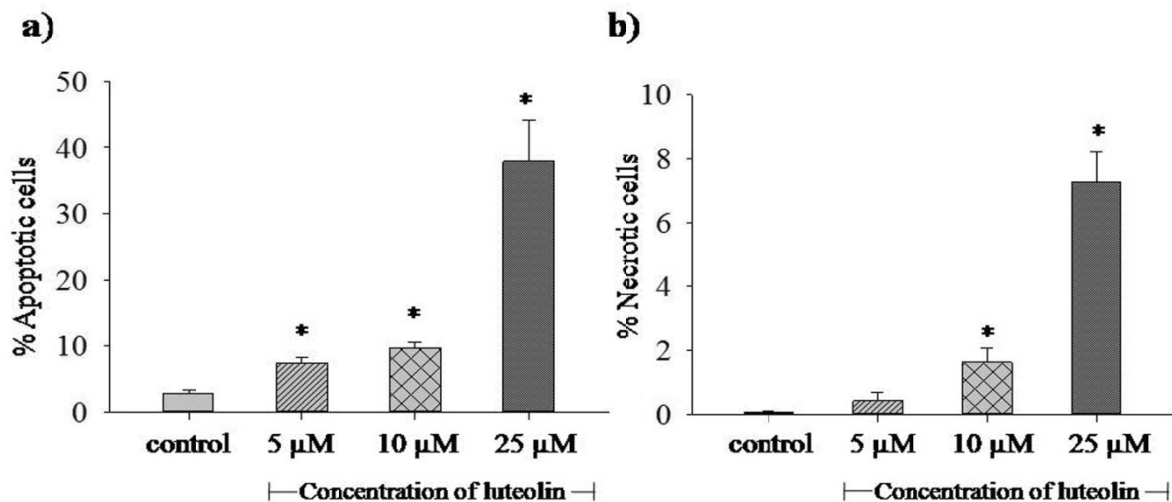 a)
% Apoptotic cells
50
40
30
20
10
0
*
*
*
control 5 μM 10 μM 25 μM
Concentration of luteolin
b)
% Necrotic cells
10
8
6
4
2
0
*
*
control 5 μM 10 μM 25 μM
Concentration of luteolin